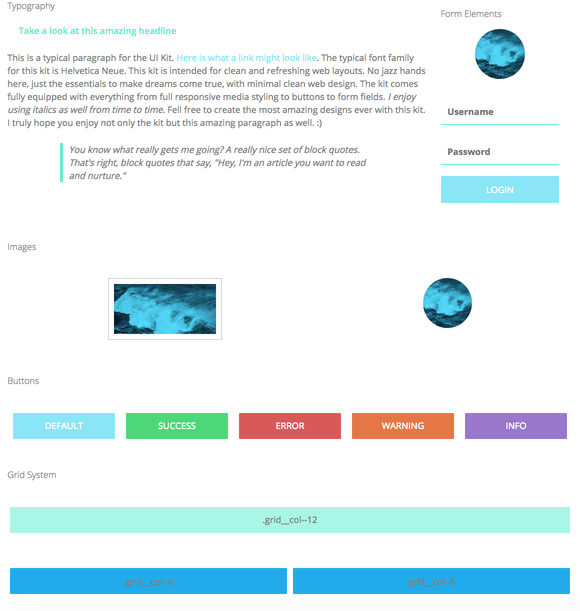 Typography
Take a look at this amazing headline
This is a typical paragraph for the UI Kit. Here is what a link might look like. The typical font family
for this kit is Helvetica Neue. This kit is intended for clean and refreshing web layouts. No jazz hands
here, just the essentials to make dreams come true, with minimal clean web design. The kit comes
fully equipped with everything from full responsive media styling to buttons to form fields. I enjoy
using italics as well from time to time. Fell free to create the most amazing designs ever with this kit.
I truly hope you enjoy not only the kit but this amazing paragraph as well. :)
You know what really gets me going? A really nice set of block quotes.
That's right, block quotes that say, "Hey, I'm an article you want to read
and nurture."
Form Elements
Username
Password
LOGIN
Images
Buttons
DEFAULT
SUCCESS
ERROR
WARNING
INFO
Grid System
.grid__col--12
.grid__col--6
.grid__col--6